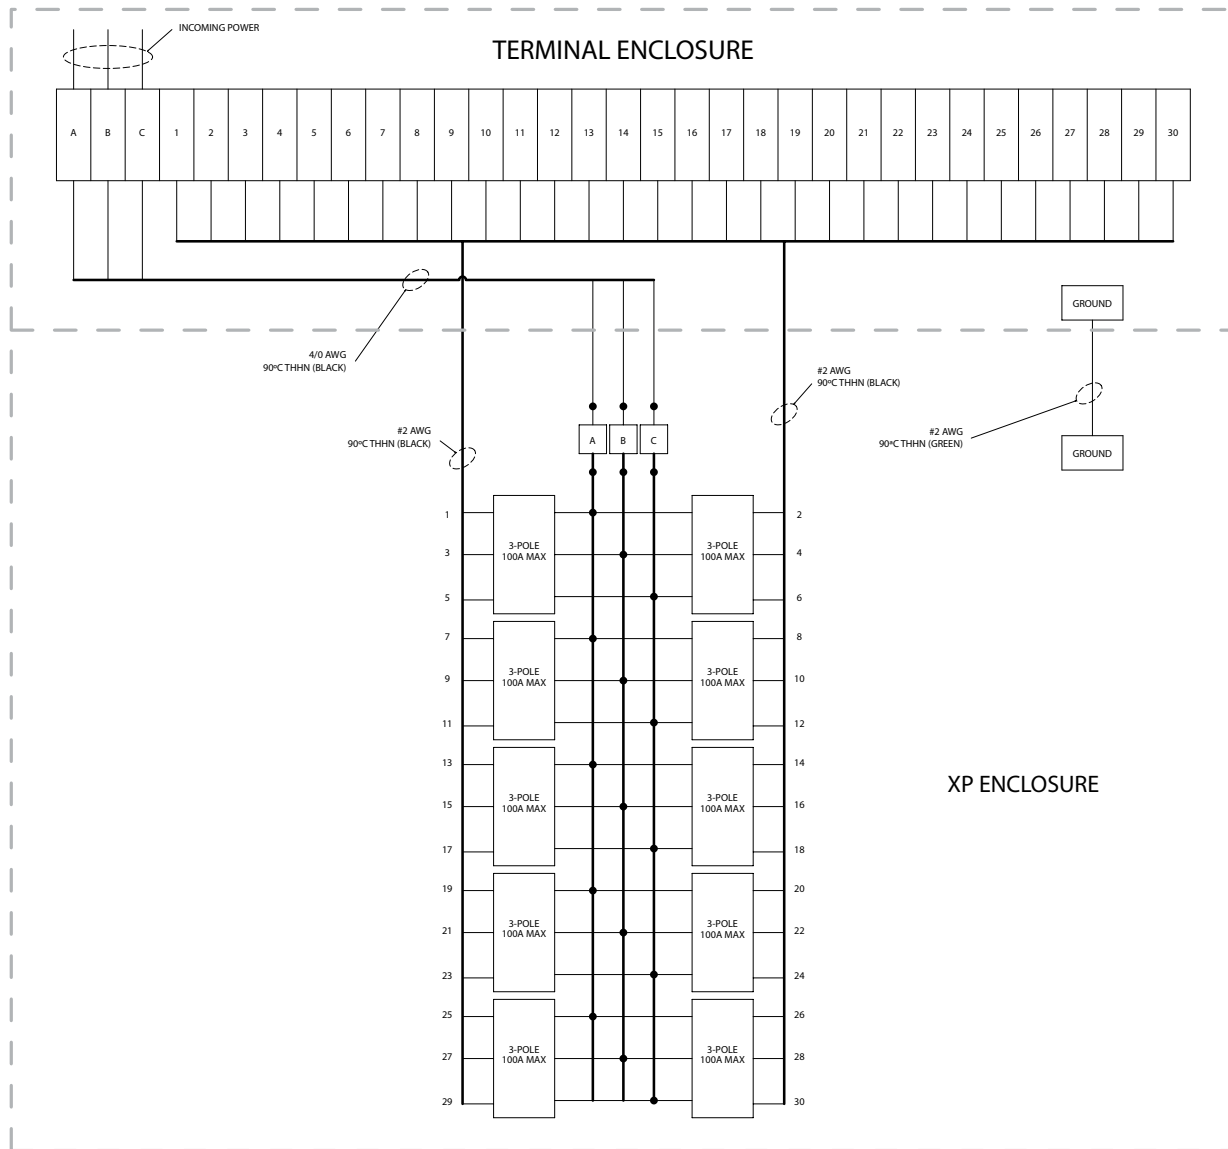 INCOMING POWER
TERMINAL ENCLOSURE
A B C 1 2 3 4 5 6 7 8 9 10 11 12 13 14 15 16 17 18 19 20 21 22 23 24 25 26 27 28 29 30
GROUND
4/0 AWG
90ºC THHN (BLACK)
#2 AWG
90ºC THHN (BLACK)
#2 AWG
90ºC THHN (BLACK)
#2 AWG
90ºC THHN (GREEN)
A B C
GROUND
1
3
5
3-POLE
100A MAX
3-POLE
100A MAX
2
4
6
7
9
11
3-POLE
100A MAX
3-POLE
100A MAX
8
10
12
13
15
17
3-POLE
100A MAX
3-POLE
100A MAX
14
16
18
XP ENCLOSURE
19
21
23
3-POLE
100A MAX
3-POLE
100A MAX
20
22
24
25
27
29
3-POLE
100A MAX
3-POLE
100A MAX
26
28
30